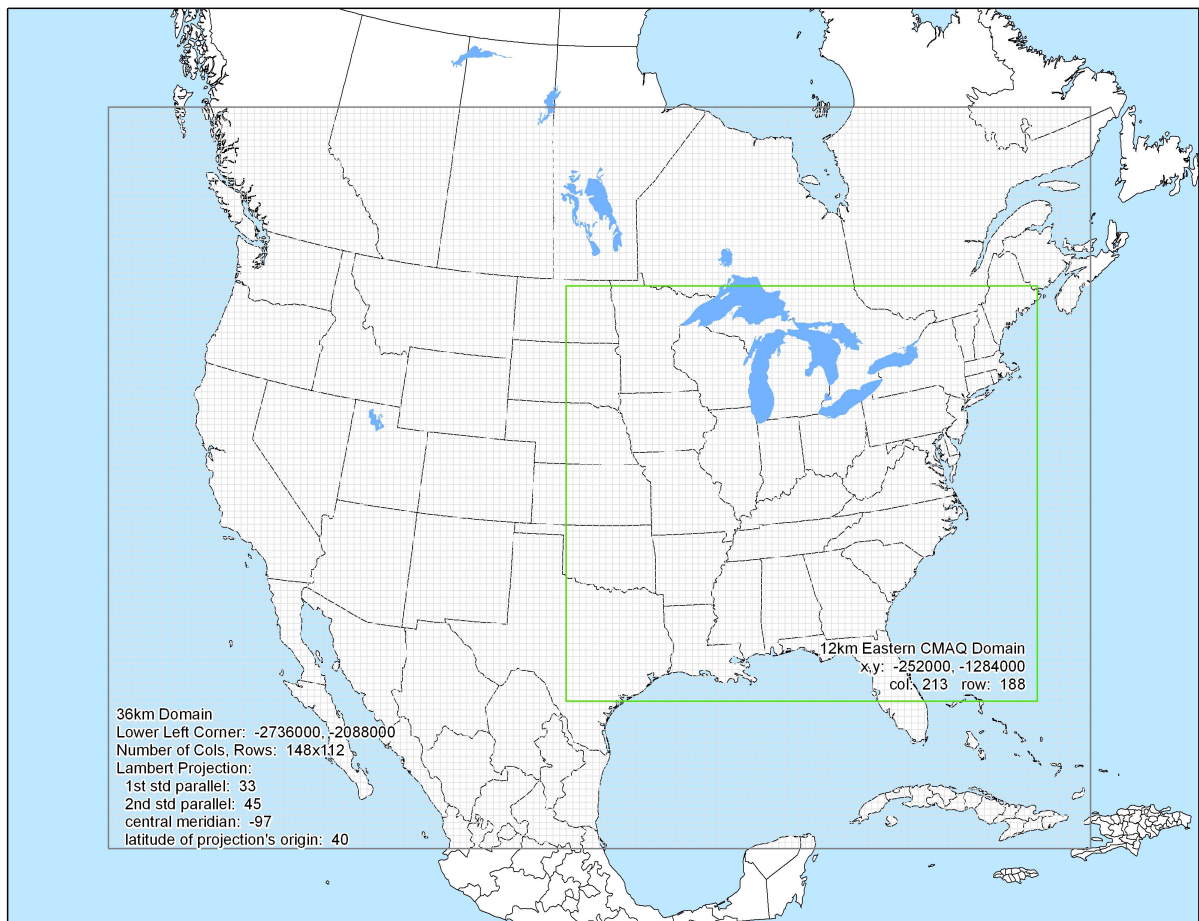 12km Eastern CMAQ Domain
x,y: -252000, -1284000
col: 213 row: 188
36km Domain
Lower Left Corner: -2736000, -2088000
Number of Cols, Rows: 148x112
Lambert Projection:
1st std parallel: 33
2nd std parallel: 45
central meridian: -97
latitude of projection's origin: 40